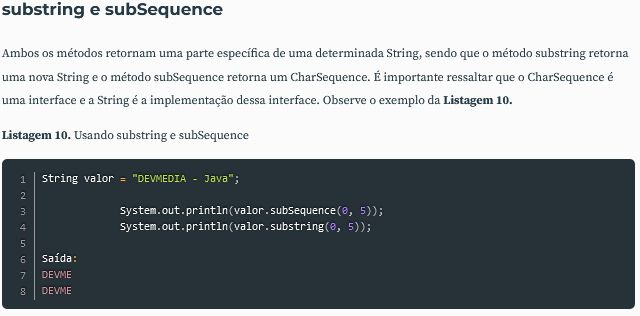 substring e subSequence
Ambos os métodos retornam uma parte específica de uma determinada String, sendo que o método substring retorna
uma nova String e o método subSequence retorna um CharSequence. É importante ressaltar que o CharSequence é
uma interface e a String é a implementação dessa interface. Observe o exemplo da Listagem 10.
Listagem 10. Usando substring e subSequence
1 String valor = "DEVMEDIA - Java";
2
3 System.out.println(valor.subSequence(0, 5));
4 System.out.println(valor.substring(0, 5));
5
6 Saída:
7 DEVME
8 DEVME